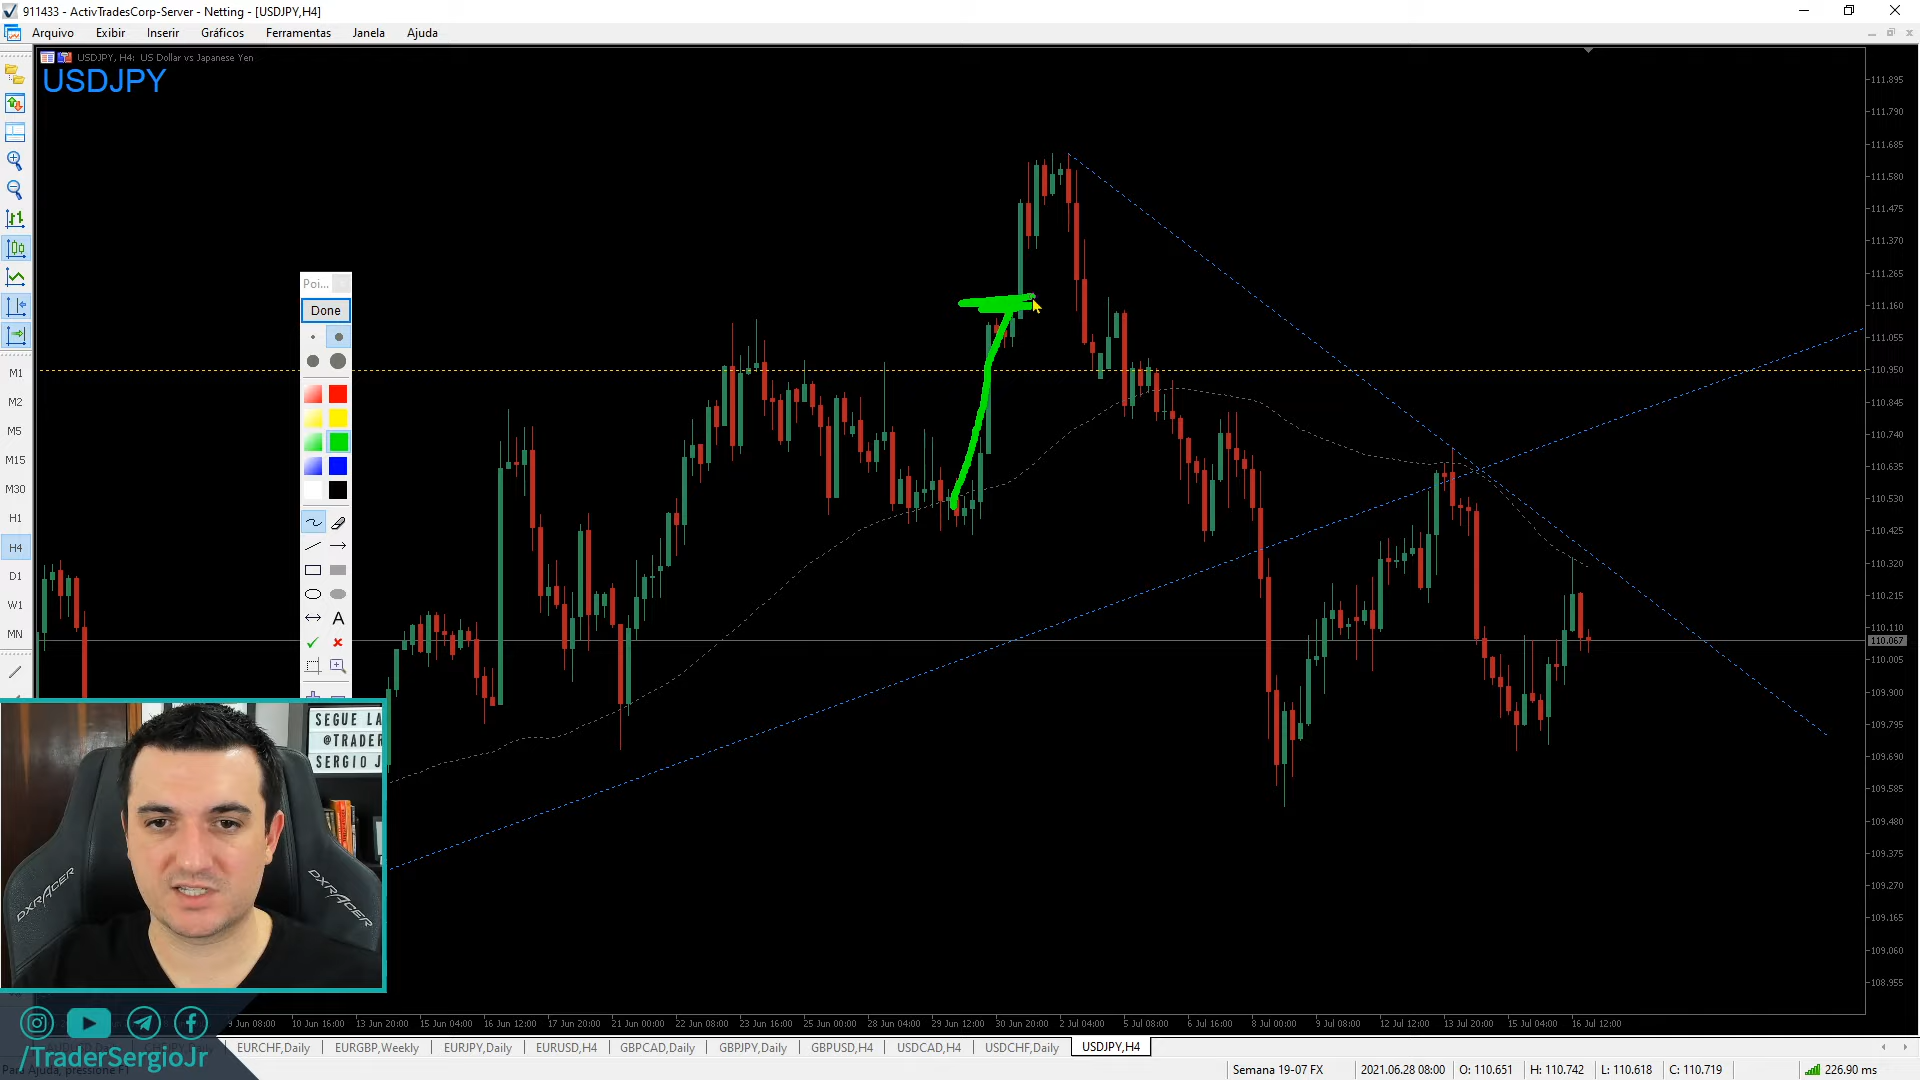 911433 - ActivTradesCorp-Server - Netting - [USDJPY,H4]
Arquivo Exibir Inserir Gráficos Ferramentas Janela Ajuda
USDJPY, H4: US Dollar vs Japanese Yen
USDJPY
111.895
111.790
111.685
111.580
111.475
111.370
111.265
111.160
111.055
110.950
110.845
110.740
110.635
110.530
110.425
110.320
110.215
110.110
110.067
110.005
109.900
109.795
109.690
109.585
109.480
109.375
109.270
109.165
109.060
108.955
Poi...
Done
A
M1
M2
M5
M15
M30
H1
H4
D1
W1
MN
SEGUE LA
@TRADER
SERGIO J
DXRACER
DXRACER
9 Jun 08:00 10 Jun 16:00 13 Jun 20:00 15 Jun 04:00 16 Jun 12:00 17 Jun 20:00 21 Jun 00:00 22 Jun 08:00 23 Jun 16:00 25 Jun 00:00 28 Jun 04:00 29 Jun 12:00 30 Jun 20:00 2 Jul 04:00 5 Jul 08:00 6 Jul 16:00 8 Jul 00:00 9 Jul 08:00 12 Jul 12:00 13 Jul 20:00 15 Jul 04:00 16 Jul 12:00
EURCHF,Daily EURGBP,Weekly EURJPY,Daily EURUSD,H4 GBPCAD,Daily GBPJPY,Daily GBPUSD,H4 USDCAD,H4 USDCHF,Daily USDJPY,H4
/TraderSergioJr
Para Ajuda, pressione F1
Semana 19-07 FX 2021.06.28 08:00 O: 110.651 H: 110.742 L: 110.618 C: 110.719 226.90 ms